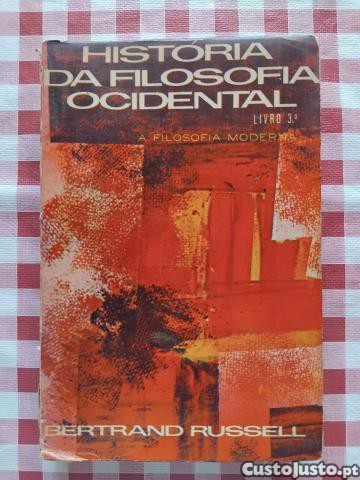 HISTÓRIA
DA FILOSOFIA
OCIDENTAL
LIVRO 3.º
A FILOSOFIA MODERNA
BERTRAND RUSSELL
CustoJusto.pt